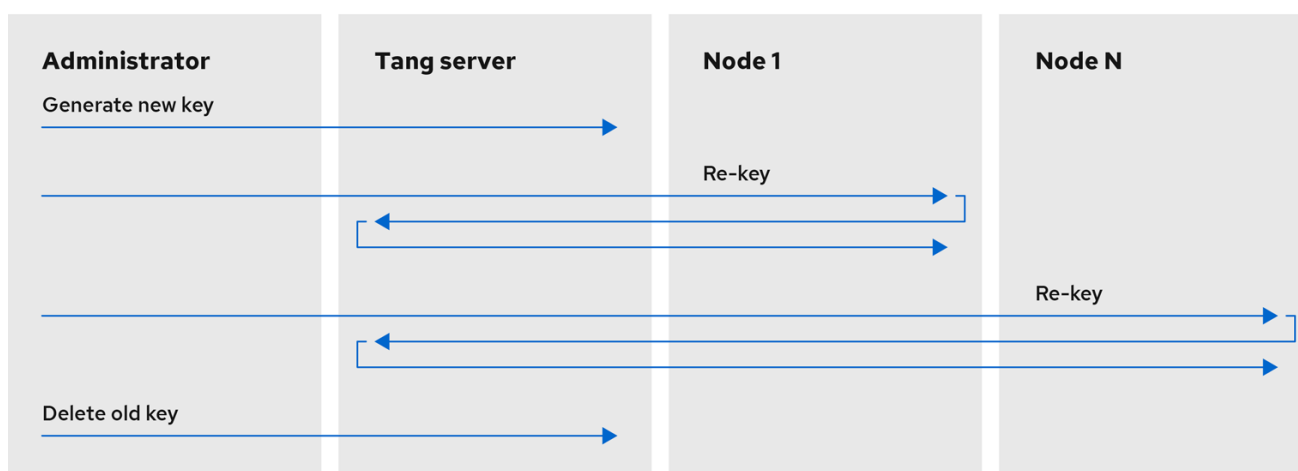 Administrator
Tang server
Node 1
Node N
Generate new key
Re-key
Re-key
Delete old key